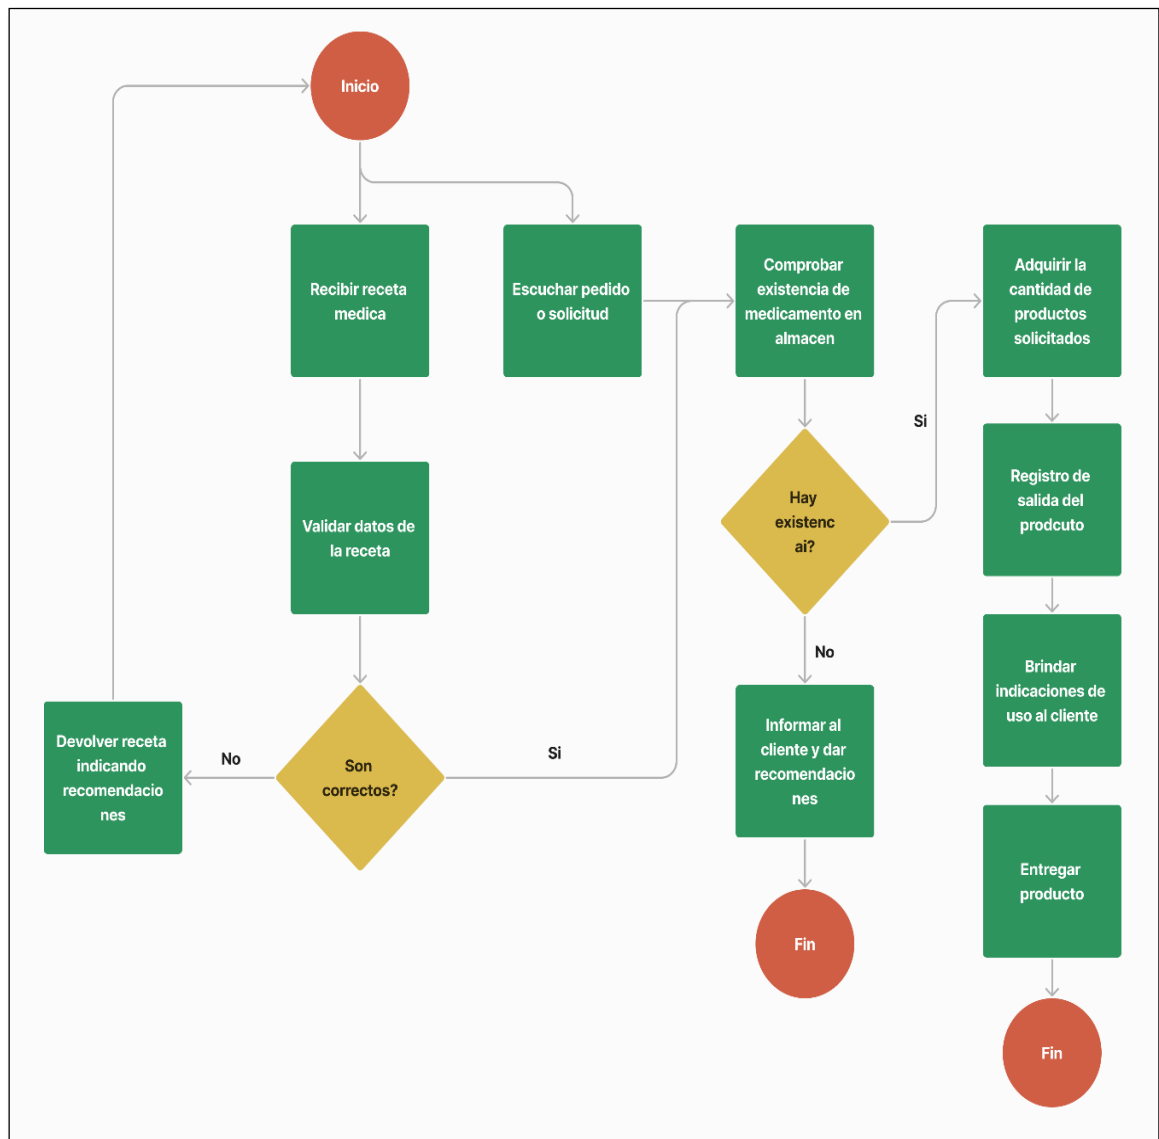 Inicio
Recibir receta
medica
Escuchar pedido
o solicitud
Comprobar
existencia de
medicamento en
almacen
Adquirir la
cantidad de
productos
solicitados
Si
Registro de
salida del
prodcuto
Hay
existenc
ai?
Validar datos de
la receta
No
Brindar
indicaciones de
uso al cliente
Informar al
cliente y dar
recomendacio
nes
Devolver receta
indicando
recomendacio
nes
No
Son
correctos?
Si
Entregar
producto
Fin
Fin